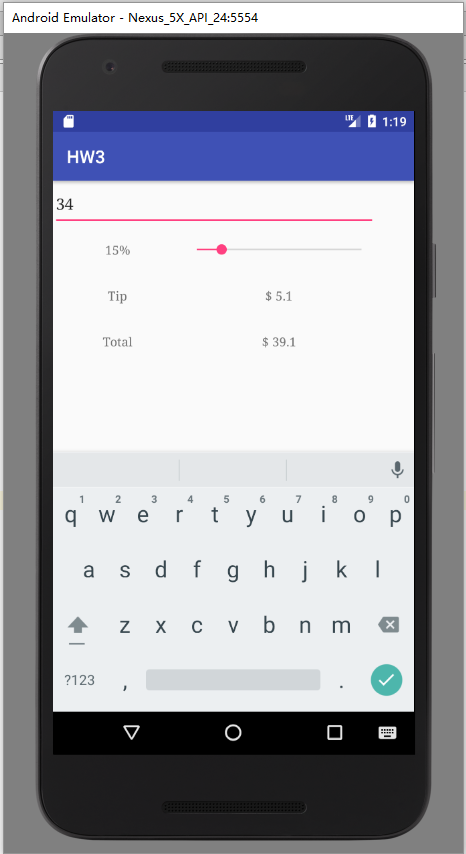 Android Emulator - Nexus_5X_API_24:5554
LTE 1:19
HW3
34
15%
Tip $ 5.1
Total $ 39.1
1 2 3 4 5 6 7 8 9 0
q w e r t y u i o p
a s d f g h j k l
z x c v b n m
?123 , .